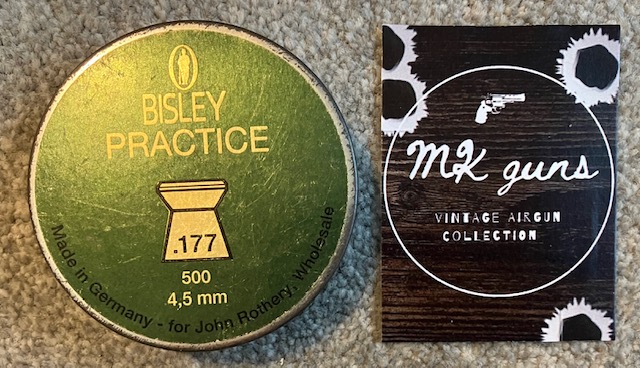 BISLEY
PRACTICE
.177
500
4,5 mm
Made in Germany - for John Rothery, Wholesale
MK guns
VINTAGE AIRGUN
COLLECTION